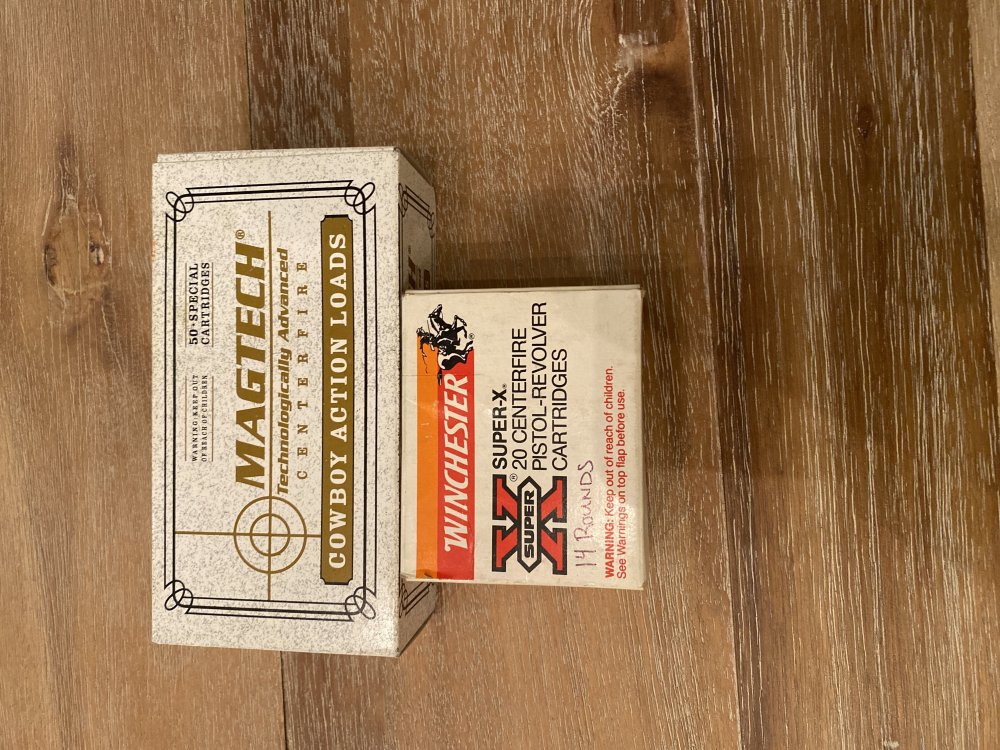 WARNING: KEEP OUT
OF REACH OF CHILDREN
50-SPECIAL
CARTRIDGES
MAGTECH®
Technologically Advanced
CENTERFIRE
COWBOY ACTION LOADS
WINCHESTER®
SUPER X® SUPER-X®
20 CENTERFIRE
PISTOL-REVOLVER
CARTRIDGES
14 ROUNDS
WARNING: Keep out of reach of children.
See Warnings on top flap before use.